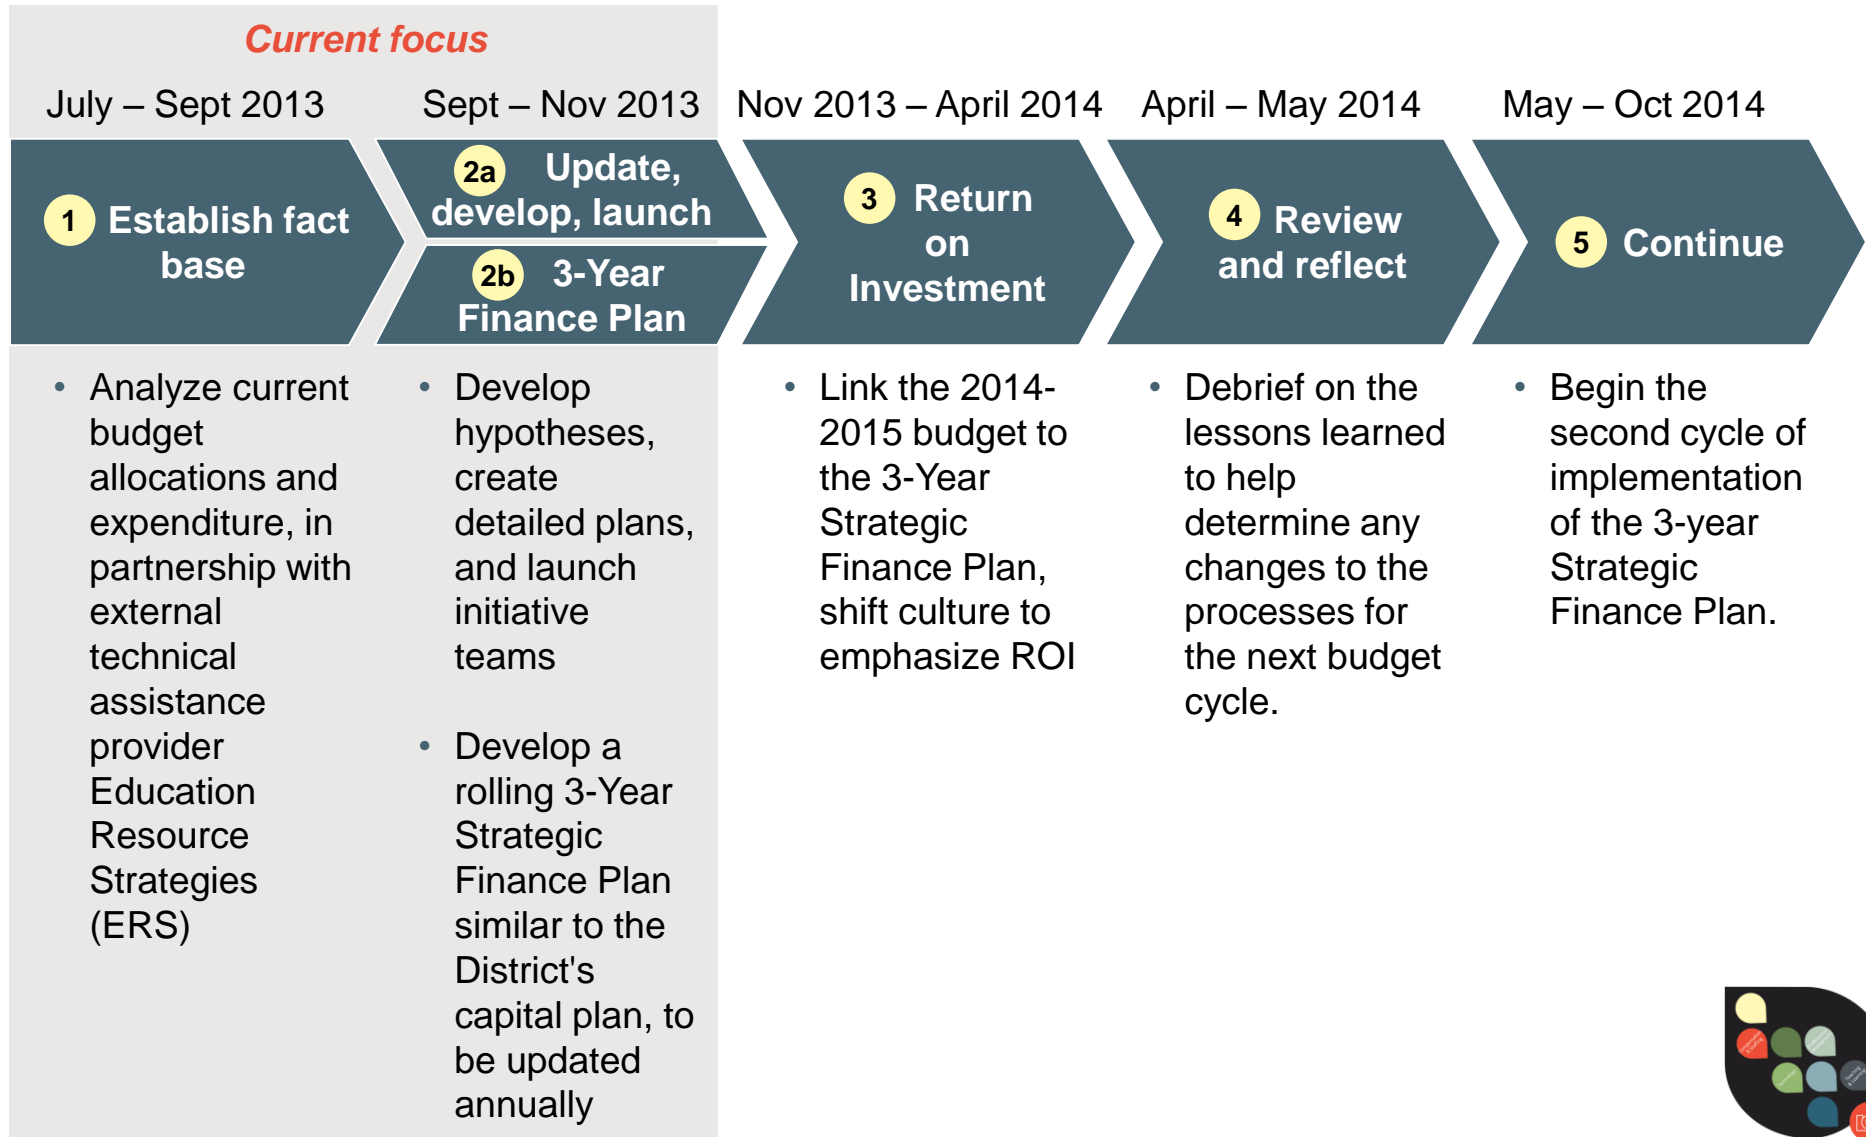 Current focus
July – Sept 2013
Sept – Nov 2013
Nov 2013 – April 2014
April – May 2014
May – Oct 2014
1 Establish fact
base
2a Update,
develop, launch
2b 3-Year
Finance Plan
3 Return
on
Investment
4 Review
and reflect
5 Continue
• Analyze current
budget
allocations and
expenditure, in
partnership with
external
technical
assistance
provider
Education
Resource
Strategies
(ERS)
• Develop
hypotheses,
create
detailed plans,
and launch
initiative
teams
• Develop a
rolling 3-Year
Strategic
Finance Plan
similar to the
District's
capital plan, to
be updated
annually
• Link the 2014-
2015 budget to
the 3-Year
Strategic
Finance Plan,
shift culture to
emphasize ROI
• Debrief on the
lessons learned
to help
determine any
changes to the
processes for
the next budget
cycle.
• Begin the
second cycle of
implementation
of the 3-year
Strategic
Finance Plan.
Technology
Teaching
& Learning